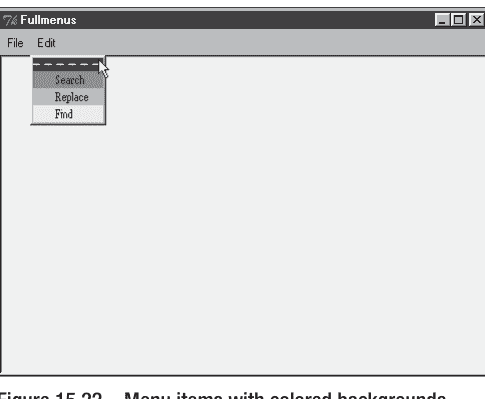 Fullmenus
File Edit
Search
Replace
Find
Figure 15.22 Menu items with colored backgrounds